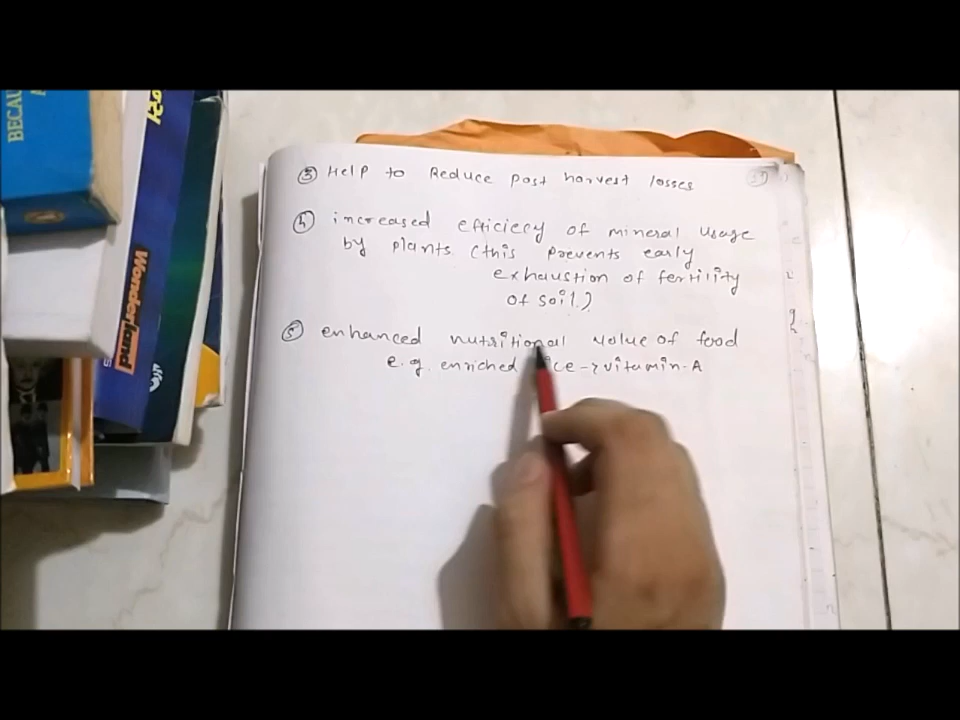 BECAU
A
Wonderland
③ Help to Reduce post harvest losses
④ increased efficiecy of mineral usage
by plants (this prevents early
exhaustion of fertility
of soil.)
⑤ enhanced nutritional value of food
e.g. enriched -> vitamin-A